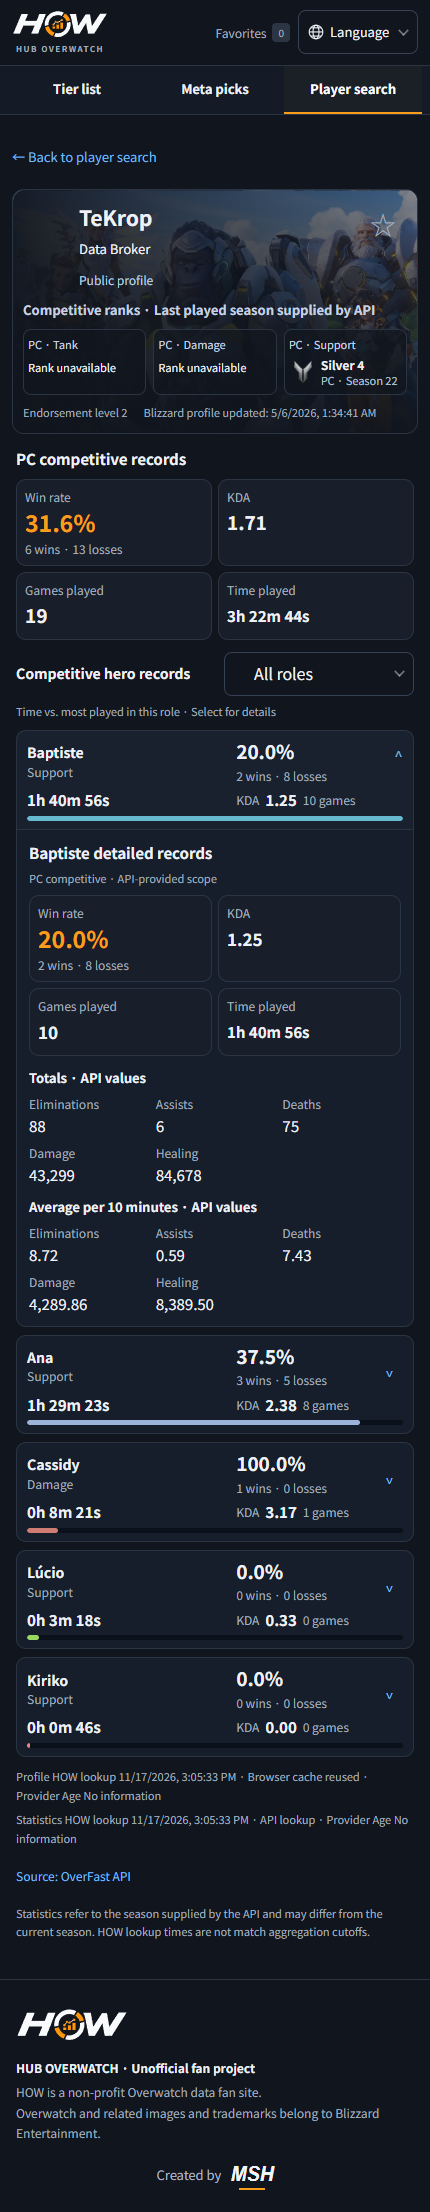 HOW
HUB OVERWATCH
Favorites 0
Language
Tier list Meta picks Player search
← Back to player search
TeKrop
Data Broker
Public profile
Competitive ranks · Last played season supplied by API
PC · Tank
Rank unavailable
PC · Damage
Rank unavailable
PC · Support
Silver 4
PC · Season 22
Endorsement level 2 Blizzard profile updated: 5/6/2026, 1:34:41 AM
PC competitive records
Win rate
31.6%
6 wins · 13 losses
KDA
1.71
Games played
19
Time played
3h 22m 44s
Competitive hero records All roles
Time vs. most played in this role · Select for details
Baptiste
Support
1h 40m 56s
20.0%
2 wins · 8 losses
KDA 1.25 10 games
Baptiste detailed records
PC competitive · API-provided scope
Win rate
20.0%
2 wins · 8 losses
KDA
1.25
Games played
10
Time played
1h 40m 56s
Totals · API values
Eliminations Assists Deaths
88 6 75
Damage Healing
43,299 84,678
Average per 10 minutes · API values
Eliminations Assists Deaths
8.72 0.59 7.43
Damage Healing
4,289.86 8,389.50
Ana
Support
1h 29m 23s
37.5%
3 wins · 5 losses
KDA 2.38 8 games
Cassidy
Damage
0h 8m 21s
100.0%
1 wins · 0 losses
KDA 3.17 1 games
Lúcio
Support
0h 3m 18s
0.0%
0 wins · 0 losses
KDA 0.33 0 games
Kiriko
Support
0h 0m 46s
0.0%
0 wins · 0 losses
KDA 0.00 0 games
Profile HOW lookup 11/17/2026, 3:05:33 PM · Browser cache reused ·
Provider Age No information
Statistics HOW lookup 11/17/2026, 3:05:33 PM · API lookup · Provider Age No
information
Source: OverFast API
Statistics refer to the season supplied by the API and may differ from the
current season. HOW lookup times are not match aggregation cutoffs.
HOW
HUB OVERWATCH · Unofficial fan project
HOW is a non-profit Overwatch data fan site.
Overwatch and related images and trademarks belong to Blizzard
Entertainment.
Created by MSH